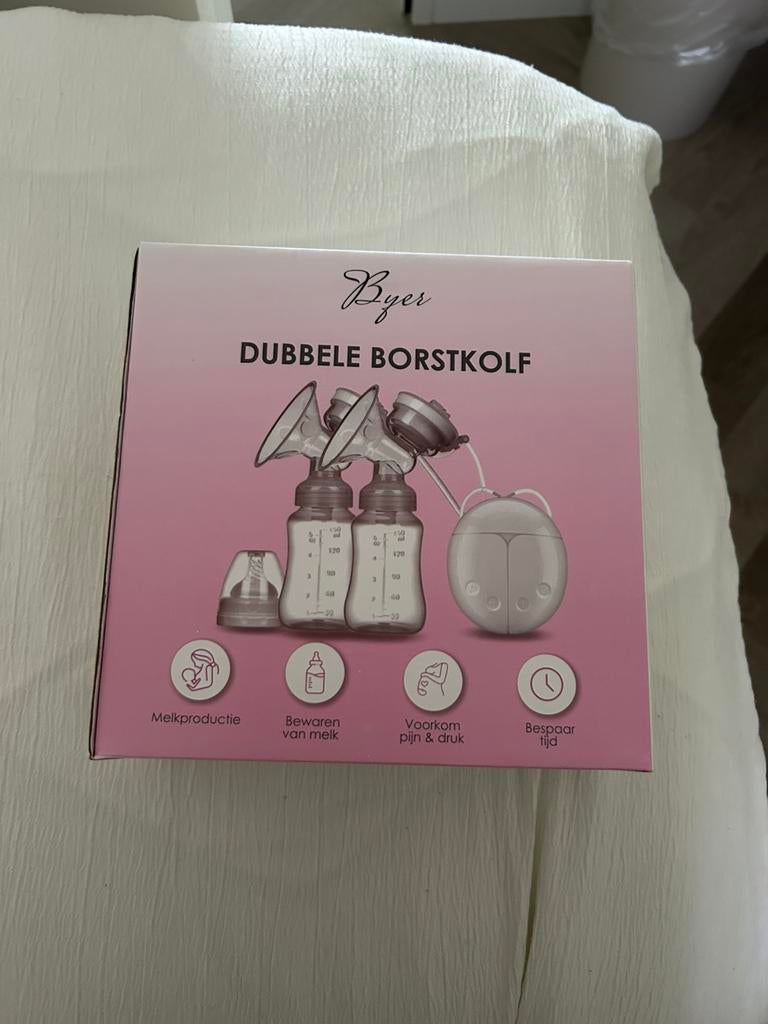 Byer
DUBBELE BORSTKOLF
Melkproductie
Bewaren
van melk
Voorkom
pijn & druk
Bespaar
tijd